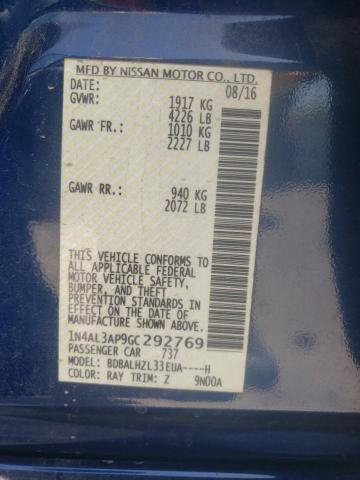 MFD BY NISSAN MOTOR CO., LTD.
DATE: 08/16
GVWR: 1917 KG
4226 LB
GAWR FR.: 1010 KG
2227 LB
GAWR RR.: 940 KG
2072 LB
THIS VEHICLE CONFORMS TO
ALL APPLICABLE FEDERAL
MOTOR VEHICLE SAFETY,
BUMPER, AND THEFT
PREVENTION STANDARDS
IN EFFECT ON THE DATE OF
MANUFACTURE SHOWN ABOVE.
1N4AL3AP9GC292769
PASSENGER CAR 737
MODEL: BDBALHZL33EUA----H
COLOR: RAY TRIM: Z 9N00A